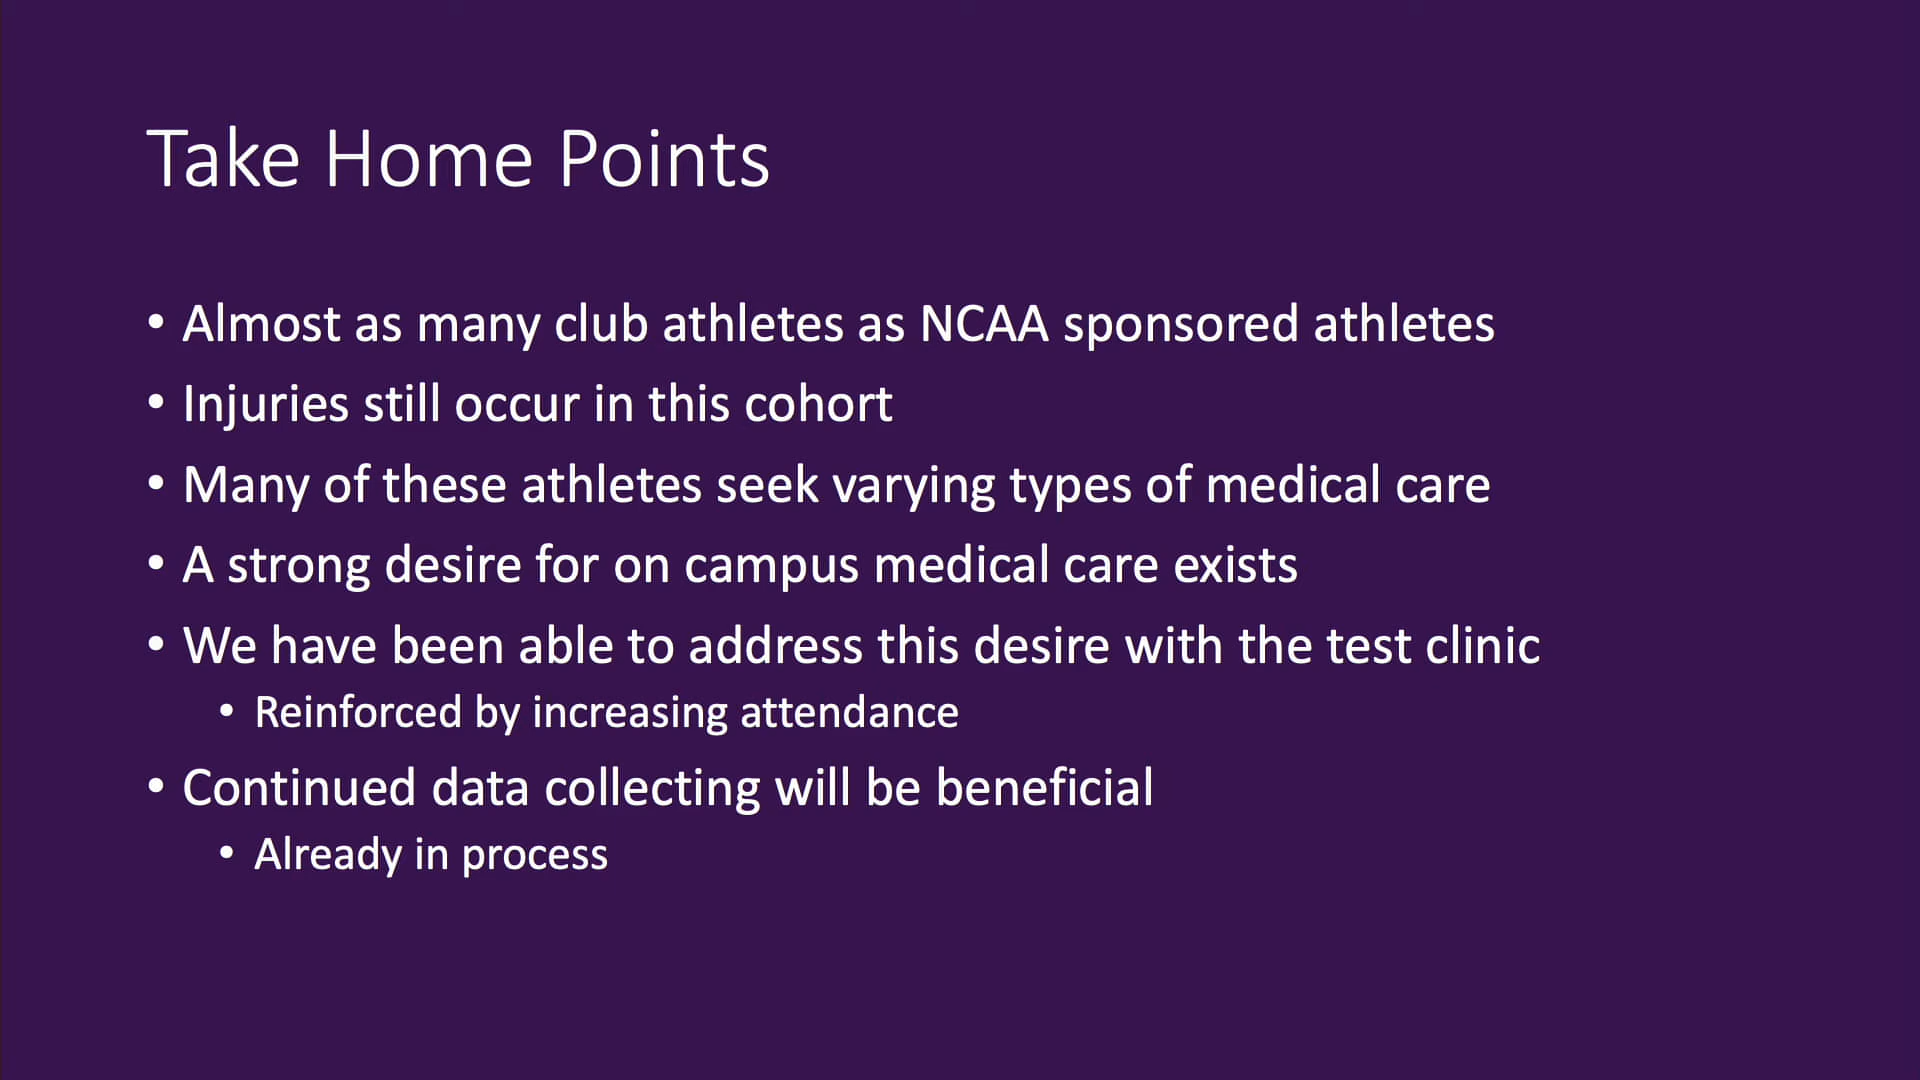 Take Home Points
• Almost as many club athletes as NCAA sponsored athletes
• Injuries still occur in this cohort
• Many of these athletes seek varying types of medical care
• A strong desire for on campus medical care exists
• We have been able to address this desire with the test clinic
• Reinforced by increasing attendance
• Continued data collecting will be beneficial
• Already in process